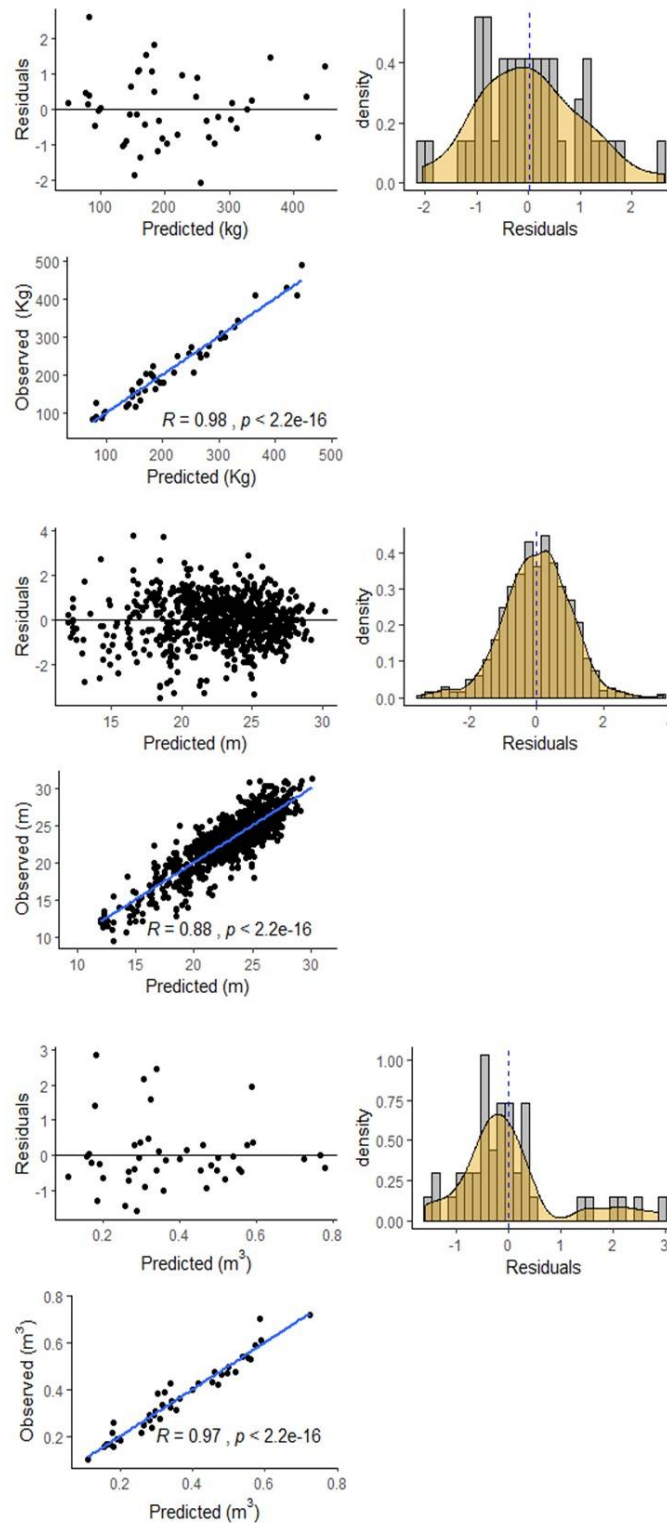 Residuals
2
1
0
-1
-2
100 200 300 400
Predicted (kg)
density
0.4
0.2
0.0
-2 -1 0 1 2
Residuals
Observed (Kg)
500
400
300
200
100
R = 0.98 , p < 2.2e-16
100 200 300 400 500
Predicted (Kg)
Residuals
4
2
0
-2
15 20 25 30
Predicted (m)
density
0.4
0.3
0.2
0.1
0.0
-2 0 2
Residuals
Observed (m)
30
25
20
15
10
R = 0.88 , p < 2.2e-16
10 15 20 25 30
Predicted (m)
Residuals
3
2
1
0
-1
0.2 0.4 0.6 0.8
Predicted (m³)
density
1.00
0.75
0.50
0.25
0.00
-1 0 1 2 3
Residuals
Observed (m³)
0.8
0.6
0.4
0.2
R = 0.97 , p < 2.2e-16
0.2 0.4 0.6 0.8
Predicted (m³)